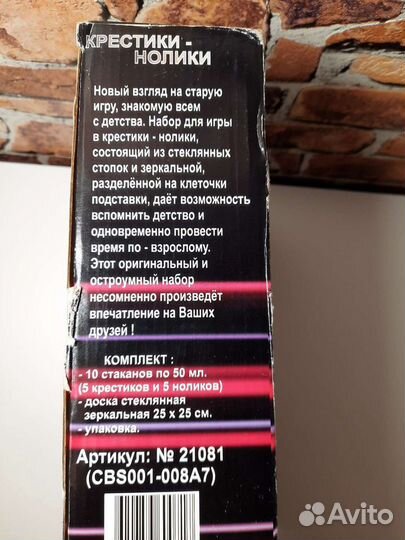 КРЕСТИКИ -
НОЛИКИ
Новый взгляд на старую
игру, знакомую всем
с детства. Набор для игры
в крестики - нолики,
состоящий из стеклянных
стопок и зеркальной,
разделённой на клеточки
подставки, даёт возможность
вспомнить детство и
одновременно провести
время по - взрослому.
Этот оригинальный и
остроумный набор
несомненно произведёт
впечатление на Ваших
друзей !
КОМПЛЕКТ :
- 10 стаканов по 50 мл.
(5 крестиков и 5 ноликов)
- доска стеклянная
зеркальная 25 х 25 см.
- упаковка.
Артикул: № 21081
(CBS001-008A7)
Avito